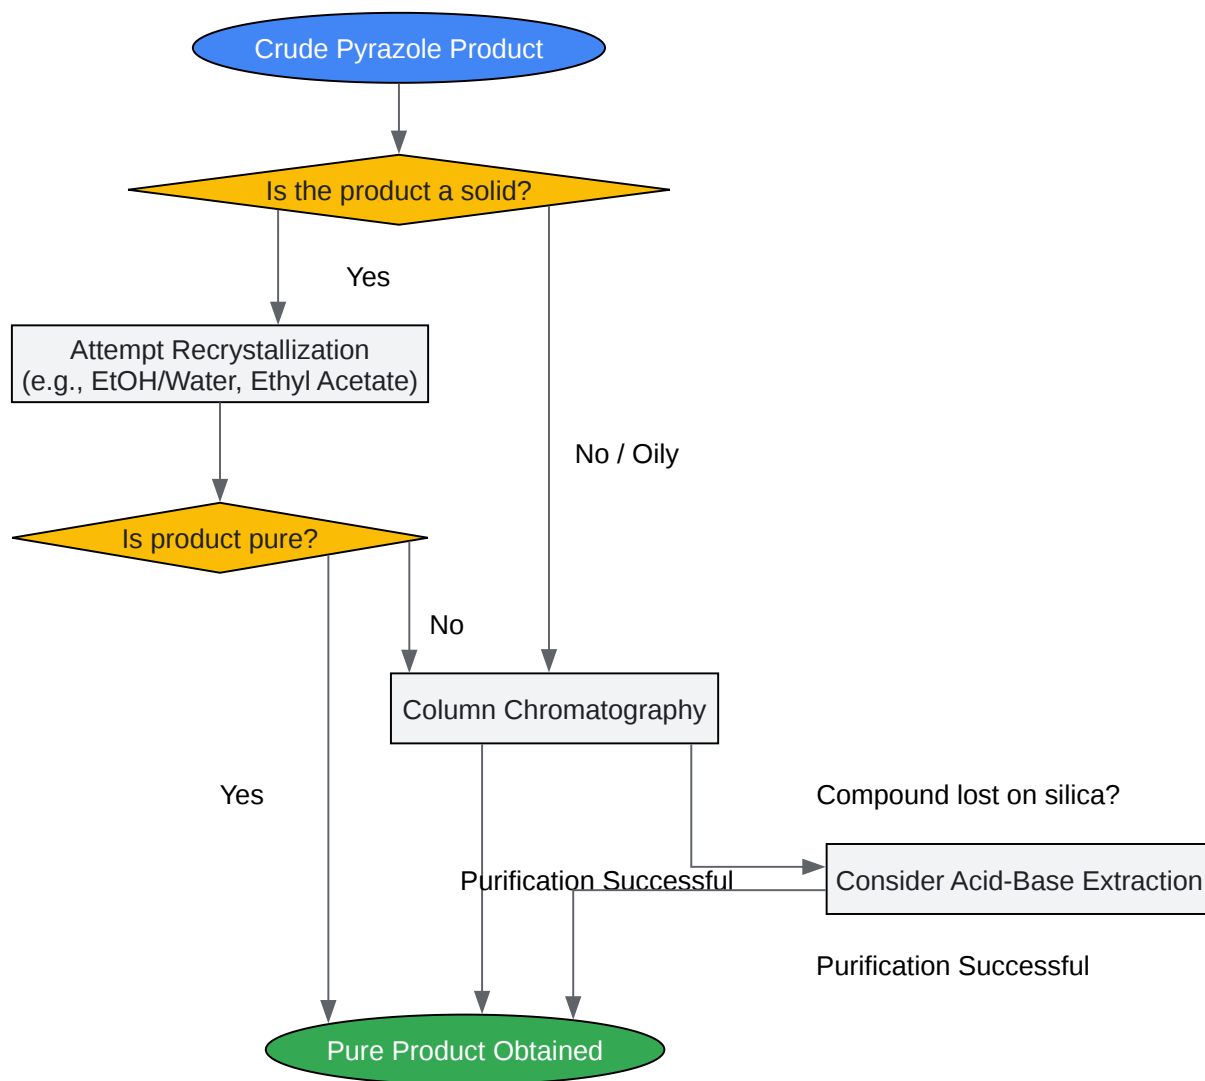 Crude Pyrazole Product
Is the product a solid?
Yes
Attempt Recrystallization
(e.g., EtOH/Water, Ethyl Acetate)
No / Oily
Is product pure?
No
Column Chromatography
Yes
Compound lost on silica?
Purification Successful
Consider Acid-Base Extraction
Purification Successful
Pure Product Obtained